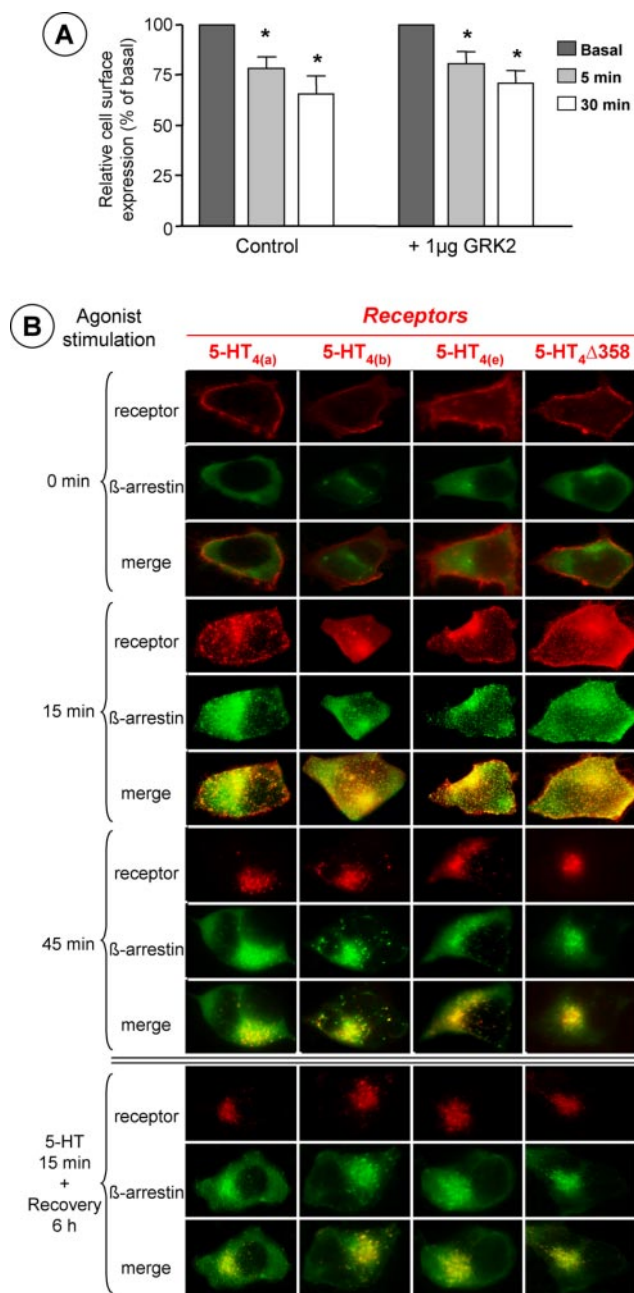 A
Relative cell surface
expression (% of basal)
100
75
50
25
0
* * * *
Basal
5 min
30 min
Control
+ 1µg GRK2
B
Agonist
stimulation
Receptors
5-HT4(a) 5-HT4(b) 5-HT4(e) 5-HT4Δ358
receptor
0 min
ß-arrestin
merge
receptor
15 min
ß-arrestin
merge
receptor
45 min
ß-arrestin
merge
receptor
5-HT
15 min
+
Recovery
6 h
ß-arrestin
merge